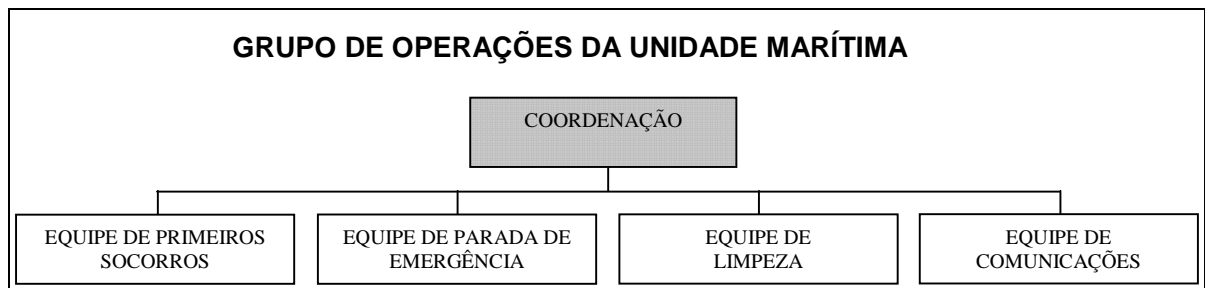 GRUPO DE OPERAÇÕES DA UNIDADE MARÍTIMA
COORDENAÇÃO
EQUIPE DE PRIMEIROS
SOCORROS
EQUIPE DE PARADA DE
EMERGÊNCIA
EQUIPE DE
LIMPEZA
EQUIPE DE
COMUNICAÇÕES